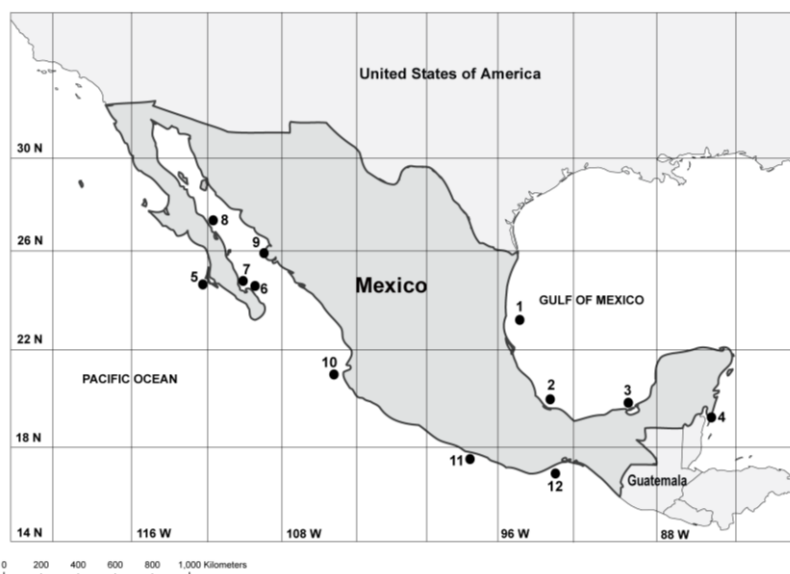 United States of America
30 N
8
9
26 N
5
7
6
Mexico
GULF OF MEXICO
1
22 N
10
PACIFIC OCEAN
2
3
4
18 N
11
12
Guatemala
14 N
116 W
108 W
96 W
88 W
0 200 400 600 800 1,000 Kilometers